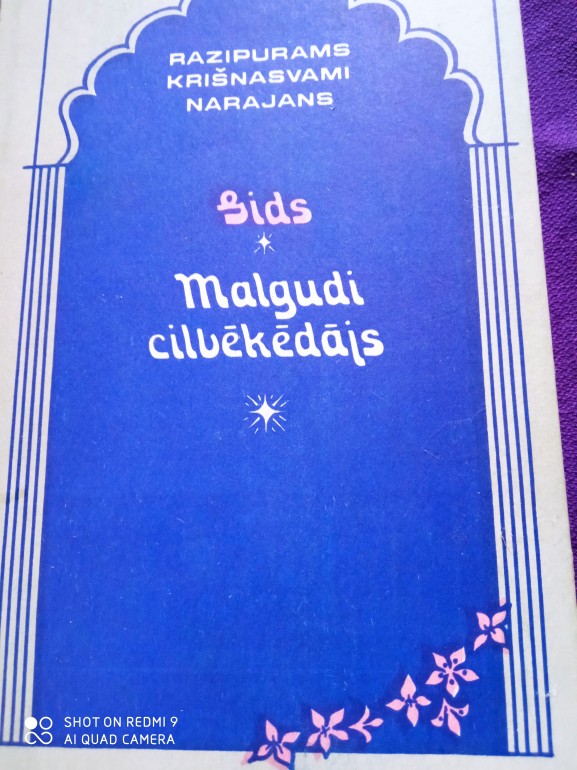 RAZIPURAMS
KRIŠNASVAMI
NARAJANS
Gids
Malgudi
cilvēkēdājs
SHOT ON REDMI 9
AI QUAD CAMERA